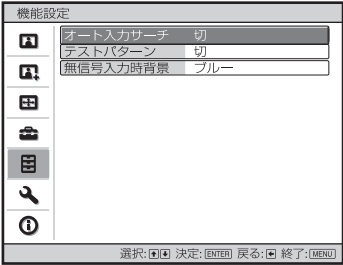 機能設定
オート入力サーチ 切
テストパターン 切
無信号入力時背景 ブルー
選択:↑↓ 決定:ENTER 戻る:← 終了:MENU